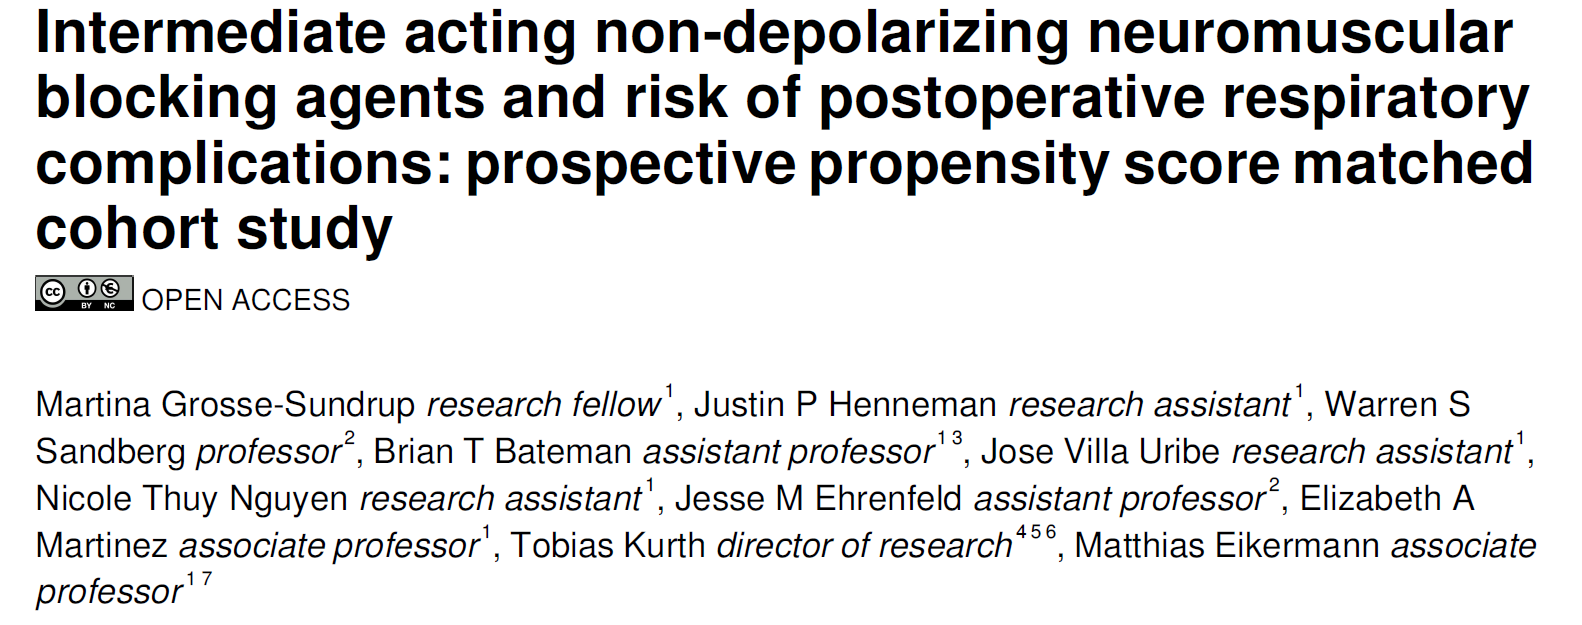 Intermediate acting non-depolarizing neuromuscular
blocking agents and risk of postoperative respiratory
complications: prospective propensity score matched
cohort study
cc BY NC OPEN ACCESS
Martina Grosse-Sundrup research fellow1, Justin P Henneman research assistant1, Warren S
Sandberg professor2, Brian T Bateman assistant professor1 3, Jose Villa Uribe research assistant1,
Nicole Thuy Nguyen research assistant1, Jesse M Ehrenfeld assistant professor2, Elizabeth A
Martinez associate professor1, Tobias Kurth director of research4 5 6, Matthias Eikermann associate
professor1 7